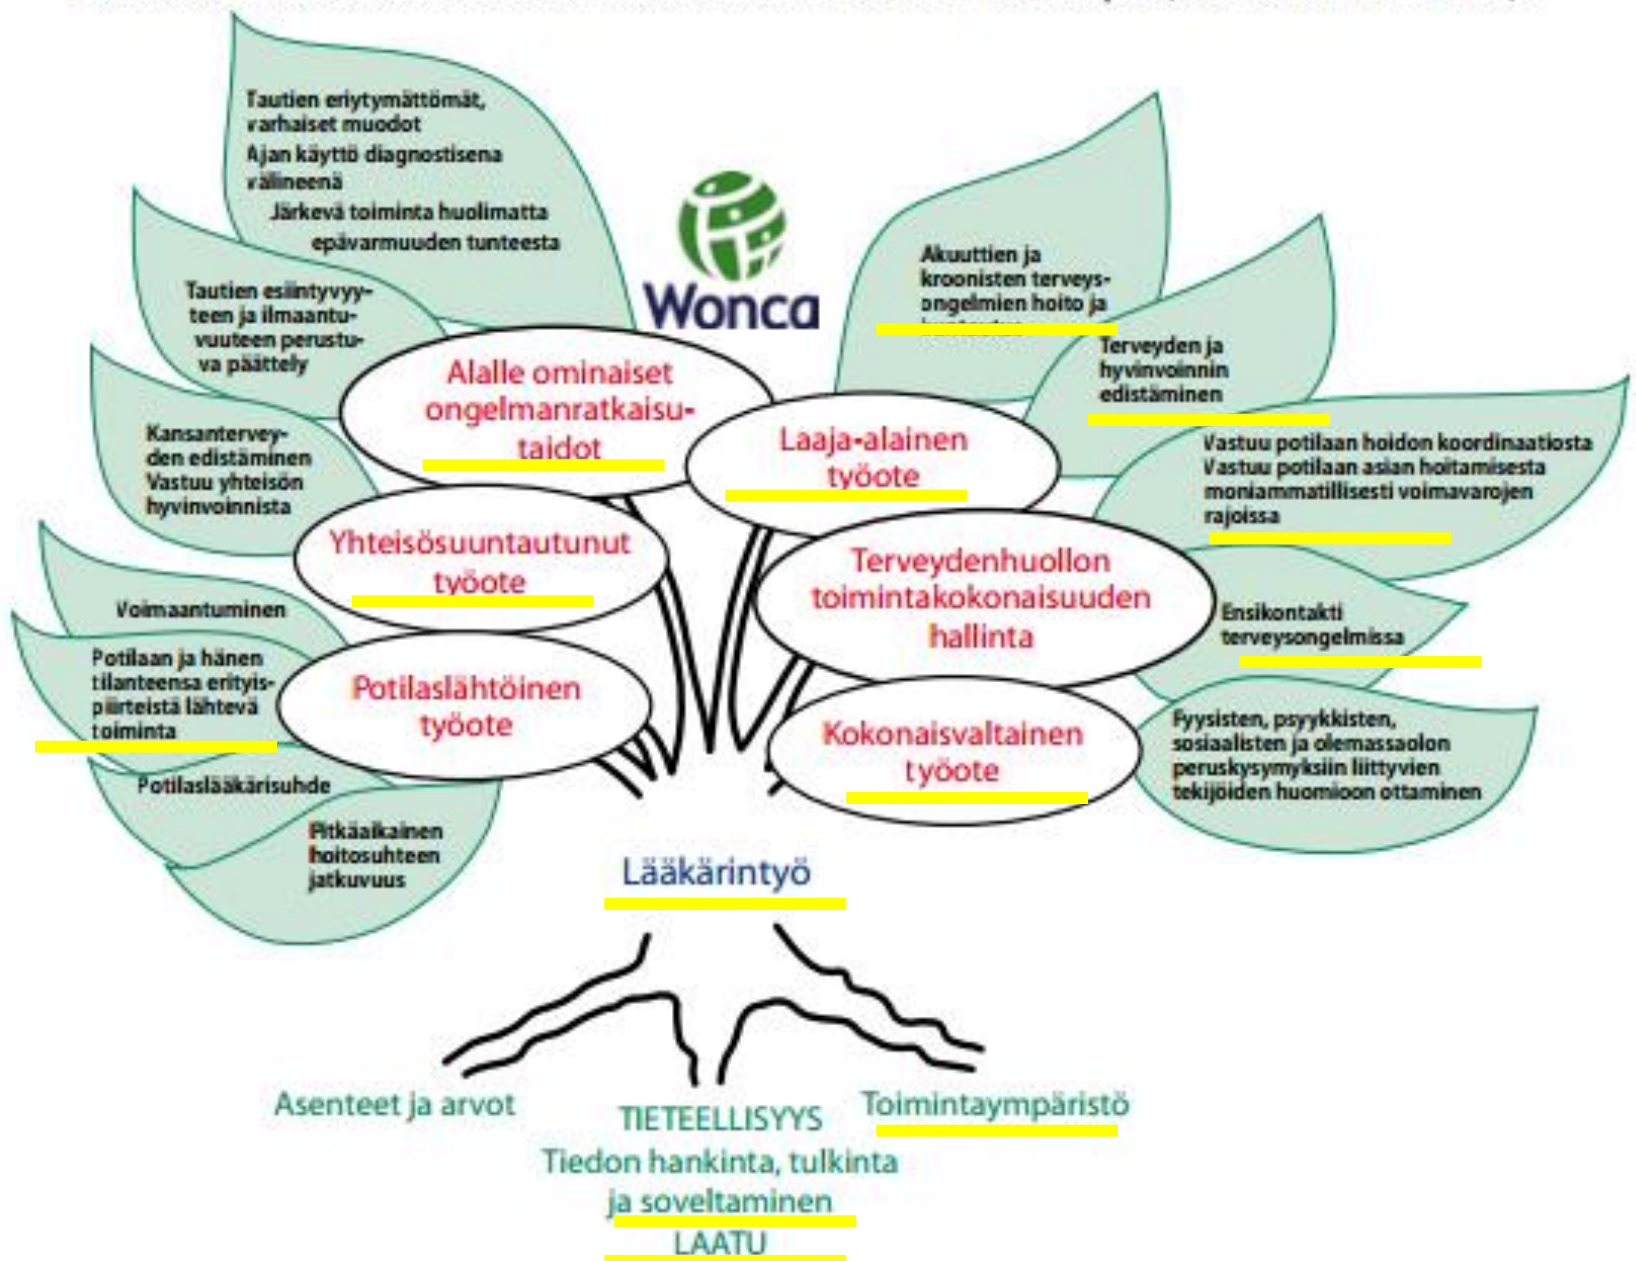 Tautien eriytymättömät,
varhaiset muodot
Ajan käyttö diagnostisena
välineenä
Järkevä toiminta huolimatta
epävarmuuden tunteesta
Tautien esiintyvyy-
teen ja ilmaantu-
vuuteen perustu-
va päättely
Kansantervey-
den edistäminen
Vastuu yhteisön
hyvinvoinnista
Voimaantuminen
Potilaan ja hänen
tilanteensa erityis-
piirteistä lähtevä
toiminta
Potilaslääkärisuhde
Pitkäaikainen
hoitosuhteen
jatkuvuus
Wonca
Alalle ominaiset
ongelmanratkaisu-
taidot
Yhteisösuuntautunut
työote
Potilaslähtöinen
työote
Laaja-alainen
työote
Terveydenhuollon
toimintakokonaisuuden
hallinta
Kokonaisvaltainen
työote
Akuuttien ja
kroonisten terveys-
ongelmien hoito ja
Terveyden ja
hyvinvoinnin
edistäminen
Vastuu potilaan hoidon koordinaatiosta
Vastuu potilaan asian hoitamisesta
moniammatillisesti voimavarojen
rajoissa
Ensikontakti
terveysongelmissa
Fyysisten, psyykkisten,
sosiaalisten ja olemassaolon
peruskysymyksiin liittyvien
tekijöiden huomioon ottaminen
Lääkärintyö
Asenteet ja arvot
TIETEELLISYYS
Tiedon hankinta, tulkinta
ja soveltaminen
LAATU
Toimintaympäristö